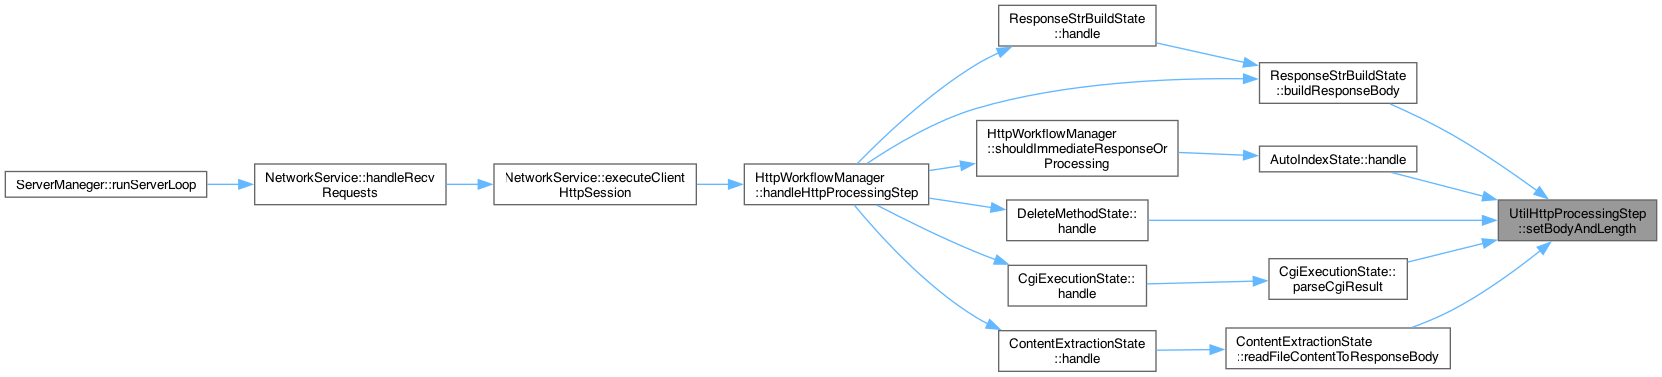 ServerManeger::runServerLoop
NetworkService::handleRecv
Requests
NetworkService::executeClient
HttpSession
HttpWorkflowManager
::handleHttpProcessingStep
ResponseStrBuildState
::handle
HttpWorkflowManager
::shouldImmediateResponseOr
Processing
DeleteMethodState::
handle
CgiExecutionState::
handle
ContentExtractionState
::handle
ResponseStrBuildState
::buildResponseBody
AutoIndexState::handle
CgiExecutionState::
parseCgiResult
ContentExtractionState
::readFileContentToResponseBody
UtilHttpProcessingStep
::setBodyAndLength